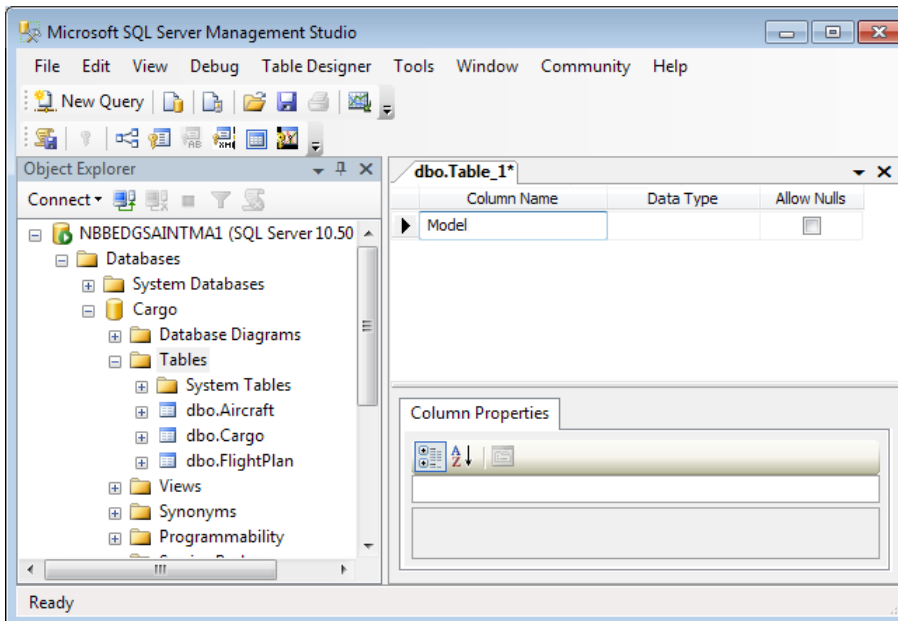 Microsoft SQL Server Management Studio
File Edit View Debug Table Designer Tools Window Community Help
New Query
Object Explorer
Connect
NBBEDGSAINTMA1 (SQL Server 10.50
Databases
System Databases
Cargo
Database Diagrams
Tables
System Tables
dbo.Aircraft
dbo.Cargo
dbo.FlightPlan
Views
Synonyms
Programmability
dbo.Table_1*
Column Name Data Type Allow Nulls
Model
Column Properties
Ready